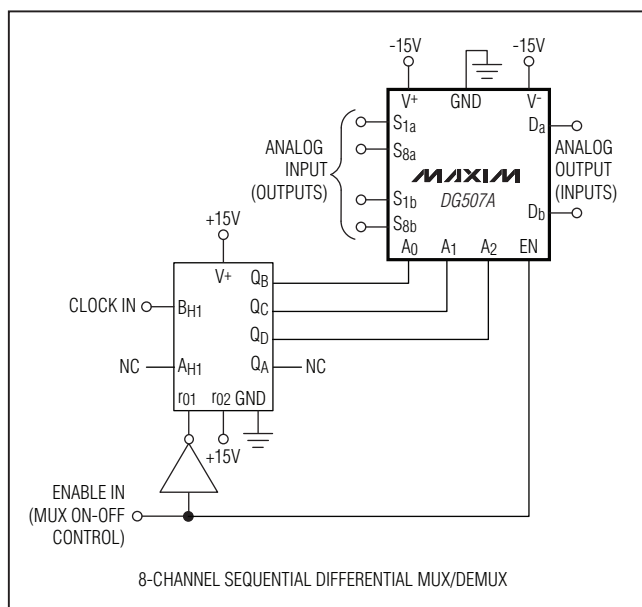 -15V
-15V
V+
GND
V-
S1a
Da
ANALOG
INPUT
(OUTPUTS)
S8a
ANALOG
OUTPUT
(INPUTS)
MAXIM
DG507A
S1b
Db
S8b
A0
A1
A2
EN
+15V
V+
QB
CLOCK IN
BH1
QC
QD
NC
AH1
QA
NC
r01
r02
GND
+15V
ENABLE IN
(MUX ON-OFF
CONTROL)
8-CHANNEL SEQUENTIAL DIFFERENTIAL MUX/DEMUX